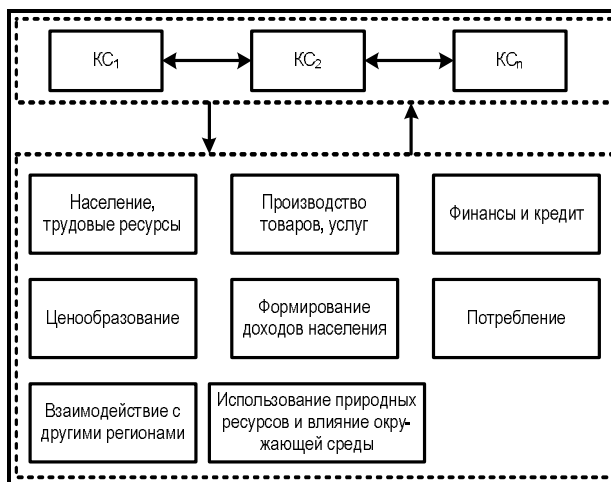 КС₁
КС₂
КСₙ
Население,
трудовые ресурсы
Производство
товаров, услуг
Финансы и кредит
Ценообразование
Формирование
доходов населения
Потребление
Взаимодействие с
другими регионами
Использование природных
ресурсов и влияние окру-
жающей среды